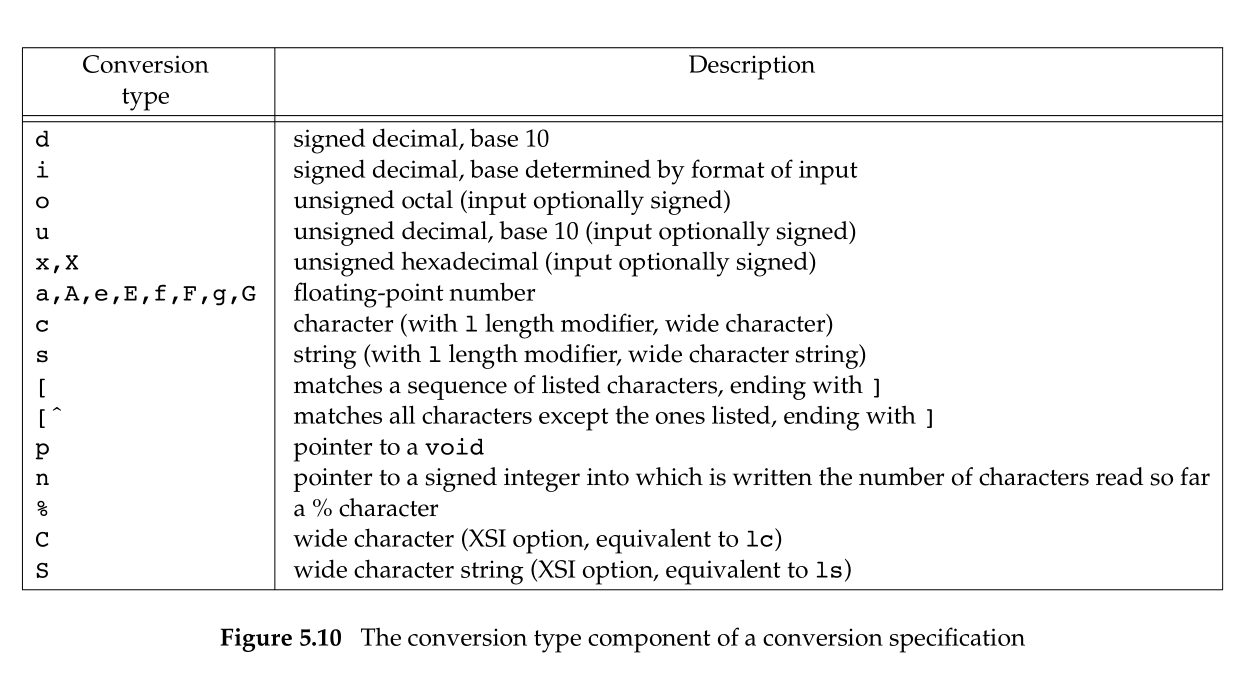 Conversion type Description
d signed decimal, base 10
i signed decimal, base determined by format of input
o unsigned octal (input optionally signed)
u unsigned decimal, base 10 (input optionally signed)
x,X unsigned hexadecimal (input optionally signed)
a,A,e,E,f,F,g,G floating-point number
c character (with l length modifier, wide character)
s string (with l length modifier, wide character string)
[ matches a sequence of listed characters, ending with ]
[^ matches all characters except the ones listed, ending with ]
p pointer to a void
n pointer to a signed integer into which is written the number of characters read so far
% a % character
C wide character (XSI option, equivalent to lc)
S wide character string (XSI option, equivalent to ls)
Figure 5.10 The conversion type component of a conversion specification